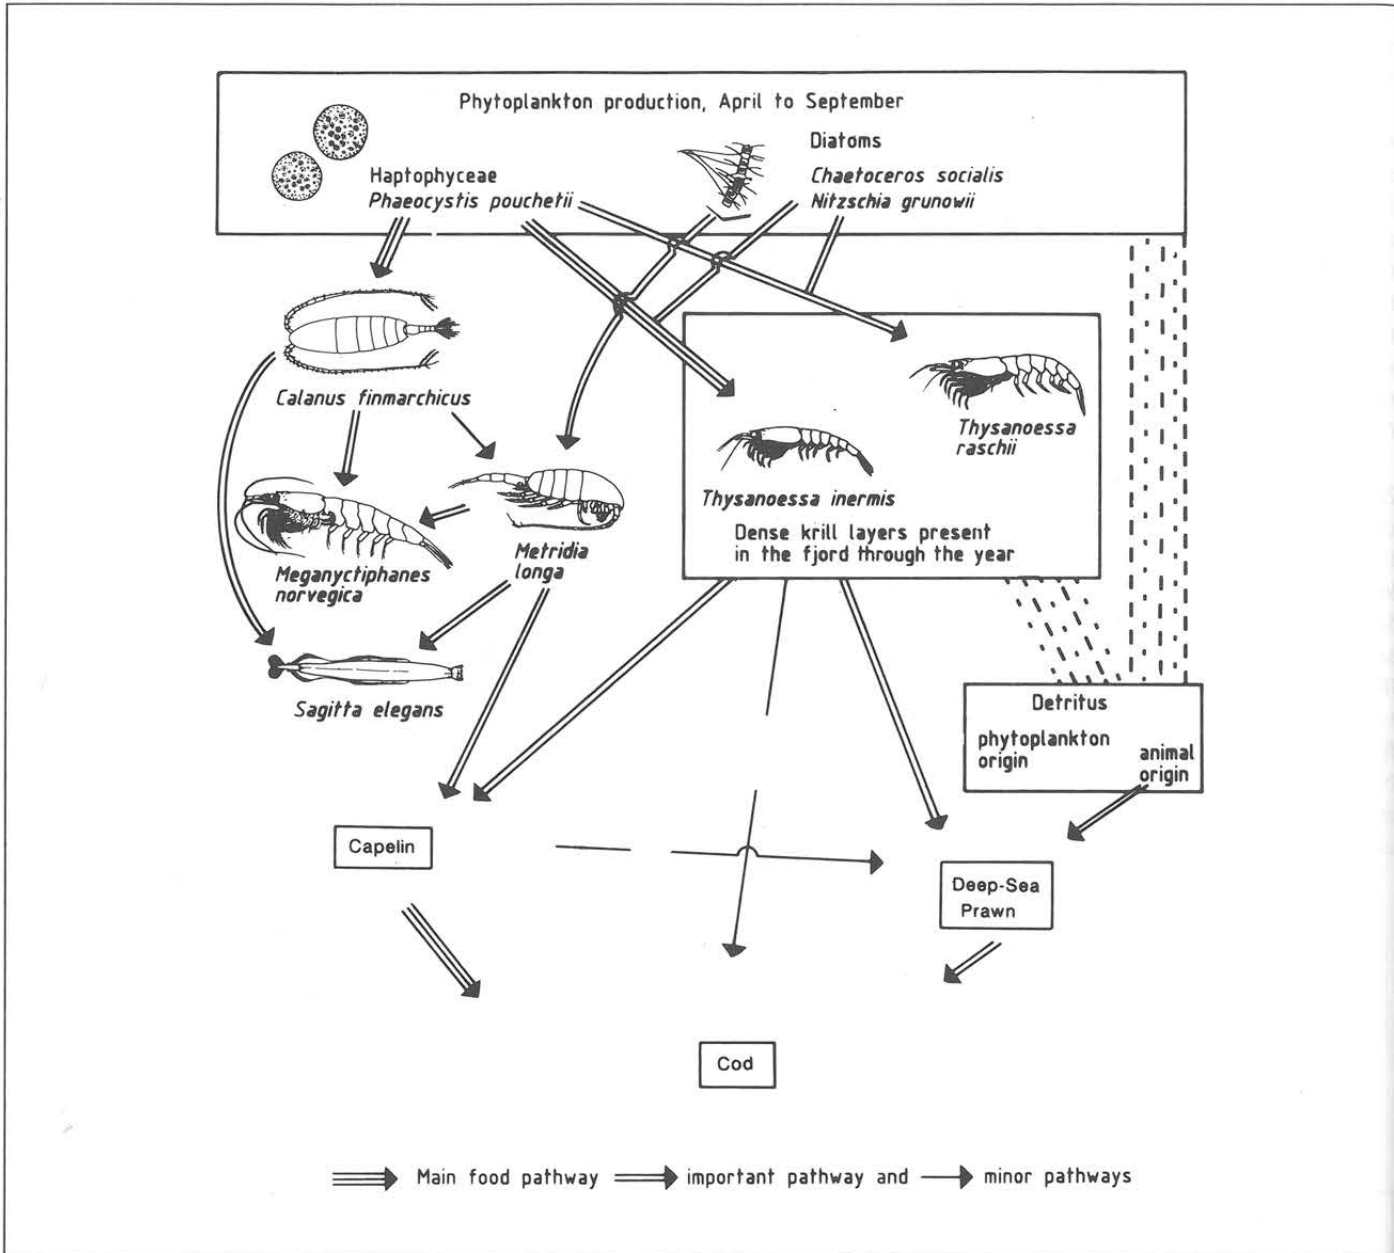 Phytoplankton production, April to September
Haptophyceae
Phaeocystis pouchetii
Diatoms
Chaetoceros socialis
Nitzschia grunowii
Calanus finmarchicus
Thysanoessa
raschii
Thysanoessa inermis
Dense krill layers present
in the fjord through the year
Meganyctiphanes
norvegica
Metridia
longa
Sagitta elegans
Detritus
phytoplankton
origin
animal
origin
Capelin
Deep-Sea
Prawn
Cod
Main food pathway important pathway and minor pathways